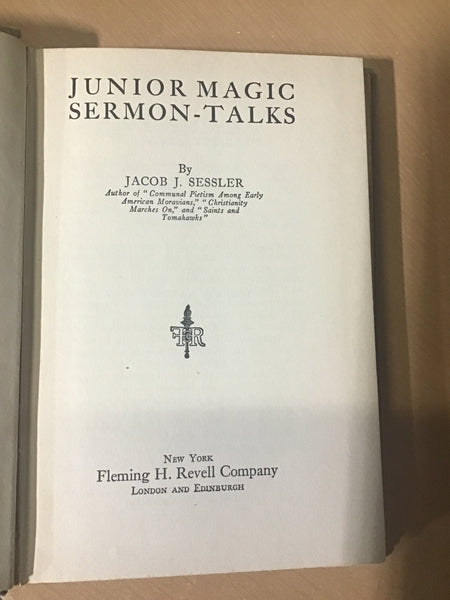 JUNIOR MAGIC
SERMON-TALKS
By
JACOB J. SESSLER
Author of "Communal Pietism Among Early
American Moravians," "Christianity
Marches On," and "Saints and
Tomahawks"
FHR
NEW YORK
Fleming H. Revell Company
LONDON AND EDINBURGH